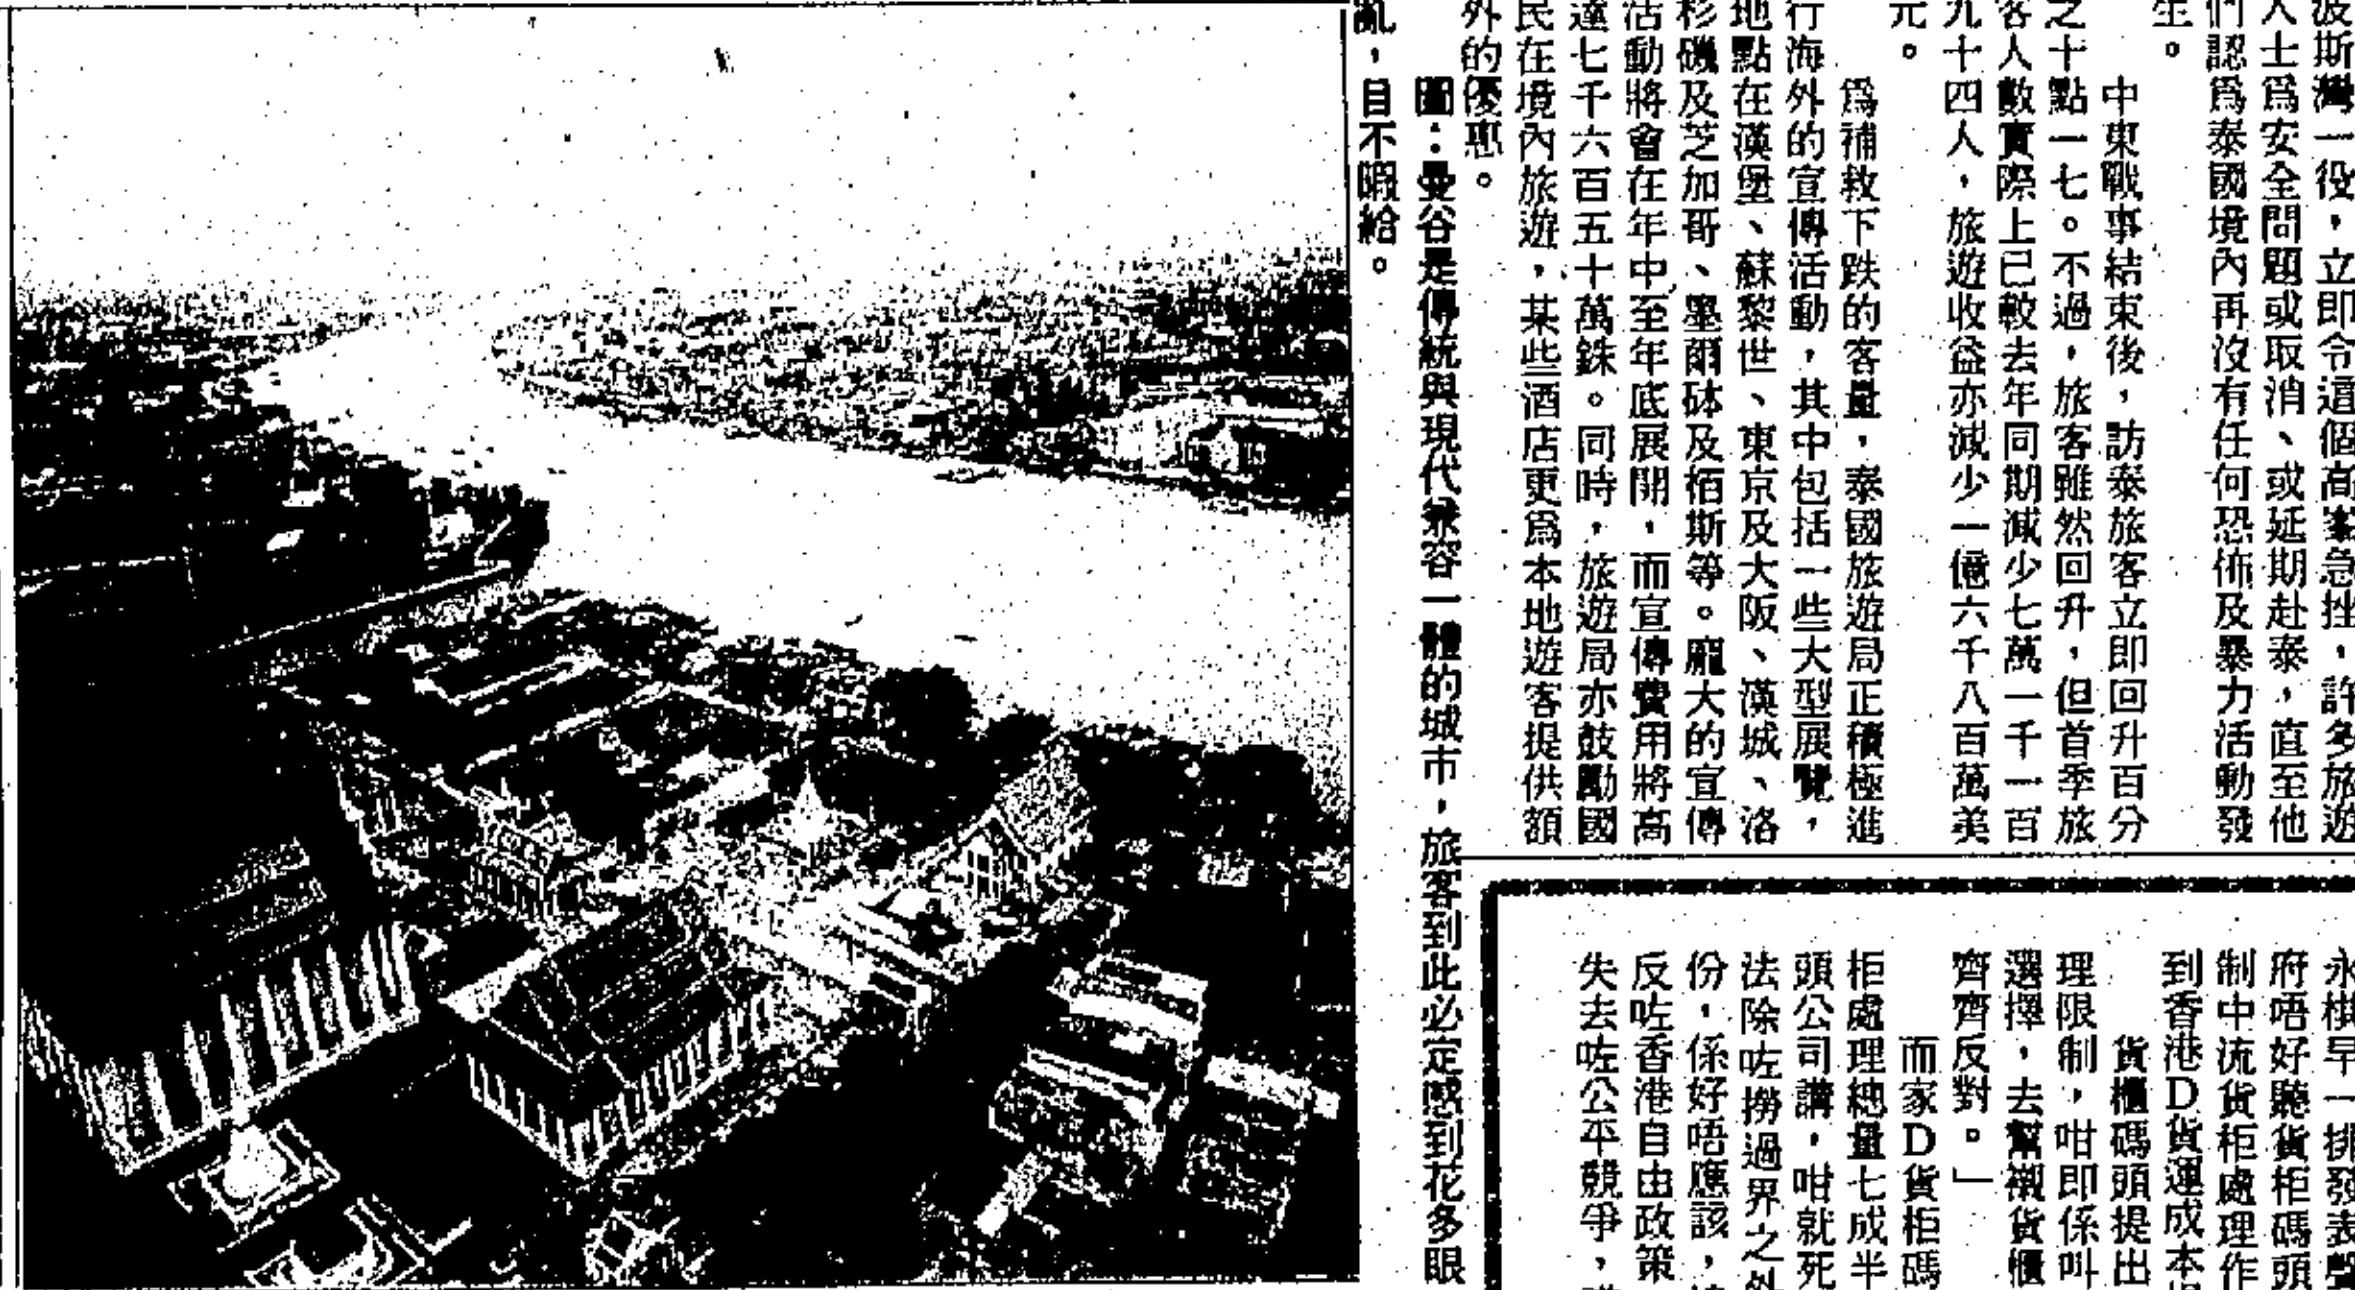 波斯灣一役，立即令這個高峯急挫，許多旅遊
人士爲安全問題或取消、或延期赴泰，直至他
們認爲泰國境內再沒有任何恐怖及暴力活動發
生。
中東戰事結束後，訪泰旅客立即回升百分
之十點一七。不過，旅客雖然回升，但首季旅
客人數實際上已較去年同期減少七萬一千一百
九十四人，旅遊收益亦減少一億六千八百萬美
元。
爲補救下跌的客量，泰國旅遊局正積極進
行海外的宣傳活動，其中包括一些大型展覽，
地點在漢堡、蘇黎世、東京及大阪、漢城、洛
杉磯及芝加哥、墨爾砵及栢斯等。龐大的宣傳
活動將會在年中至年底展開，而宣傳費用將高
達七千六百五十萬銖。同時，旅遊局亦鼓勵國
民在境內旅遊，某些酒店更爲本地遊客提供額
外的優惠。
圖：曼谷是傳統與現代兼容一體的城市，旅客到此必定感到花多眼
亂，目不暇給。
永棋早一排發表聲
府唔好聽貨柜碼頭
制中流貨柜處理作
到香港D貨運成本
貨櫃碼頭提出
理限制，咁即係叫
選擇，去幫襯貨櫃
齊齊反對。」
而家D貨柜碼
柜處理總量七成半
頭公司講，咁就死
法除咗撈過界之外
份，係好唔應該，
反咗香港自由政策
失去咗公平競爭，